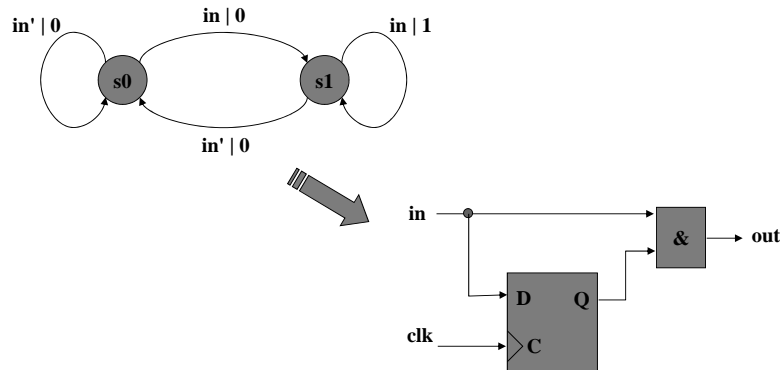 in' | 0
in | 0
in | 1
s0
s1
in' | 0
in
&
out
D
Q
clk
C